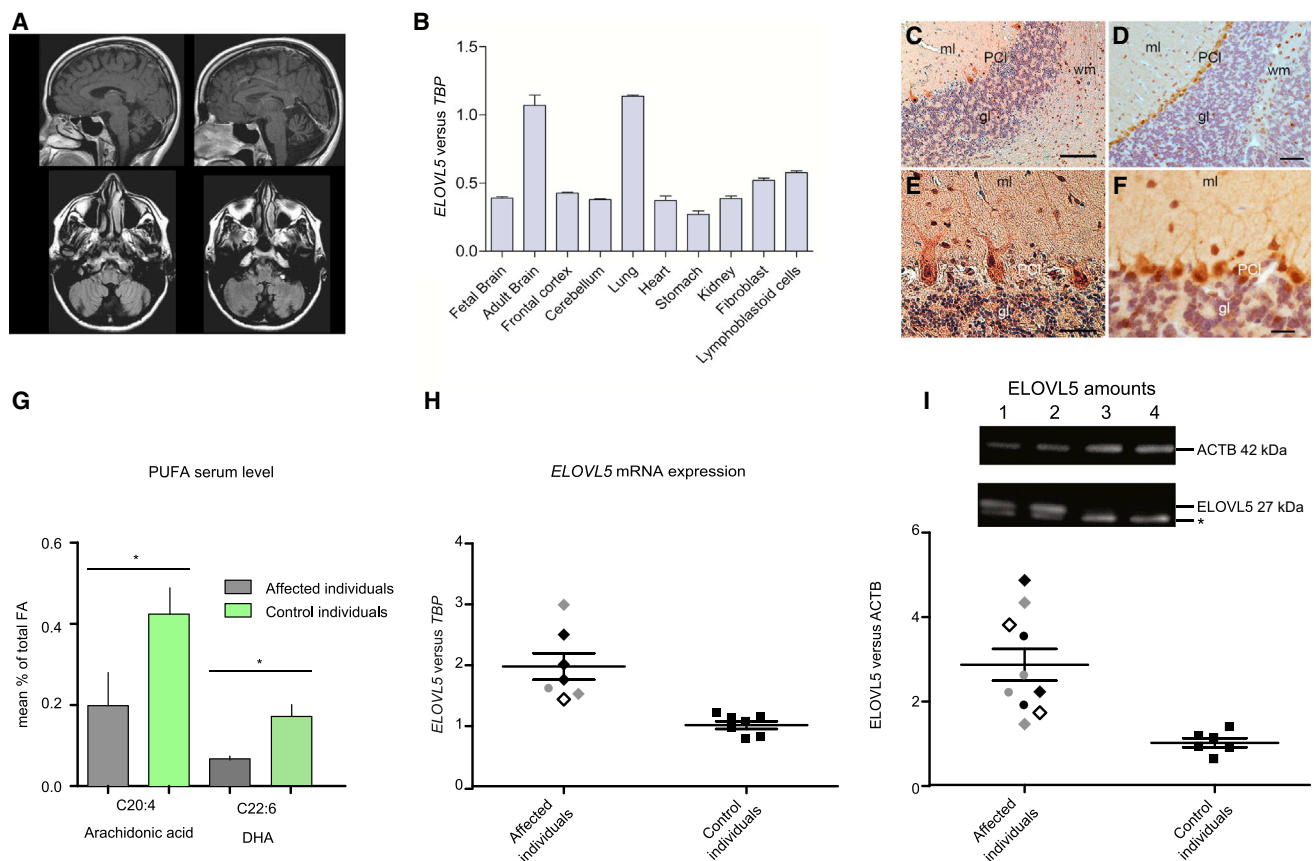 A
B
ELOVL5 versus TBP
1.5
1.0
0.5
0.0
Fetal Brain
Adult Brain
Frontal cortex
Cerebellum
Lung
Heart
Stomach
Kidney
Fibroblast
Lymphoblastoid cells
C
ml
PCl
wm
gl
D
ml
PCl
wm
gl
E
ml
PCl
gl
F
ml
PCl
gl
G
PUFA serum level
mean % of total FA
0.6
0.4
0.2
0.0
*
*
Affected individuals
Control individuals
C20:4
C22:6
Arachidonic acid
DHA
H
ELOVL5 mRNA expression
ELOVL5 versus TBP
4
3
2
1
0
Affected
individuals
Control
individuals
I
ELOVL5 amounts
1 2 3 4
ACTB 42 kDa
ELOVL5 27 kDa
*
ELOVL5 versus ACTB
6
4
2
0
Affected
individuals
Control
individuals